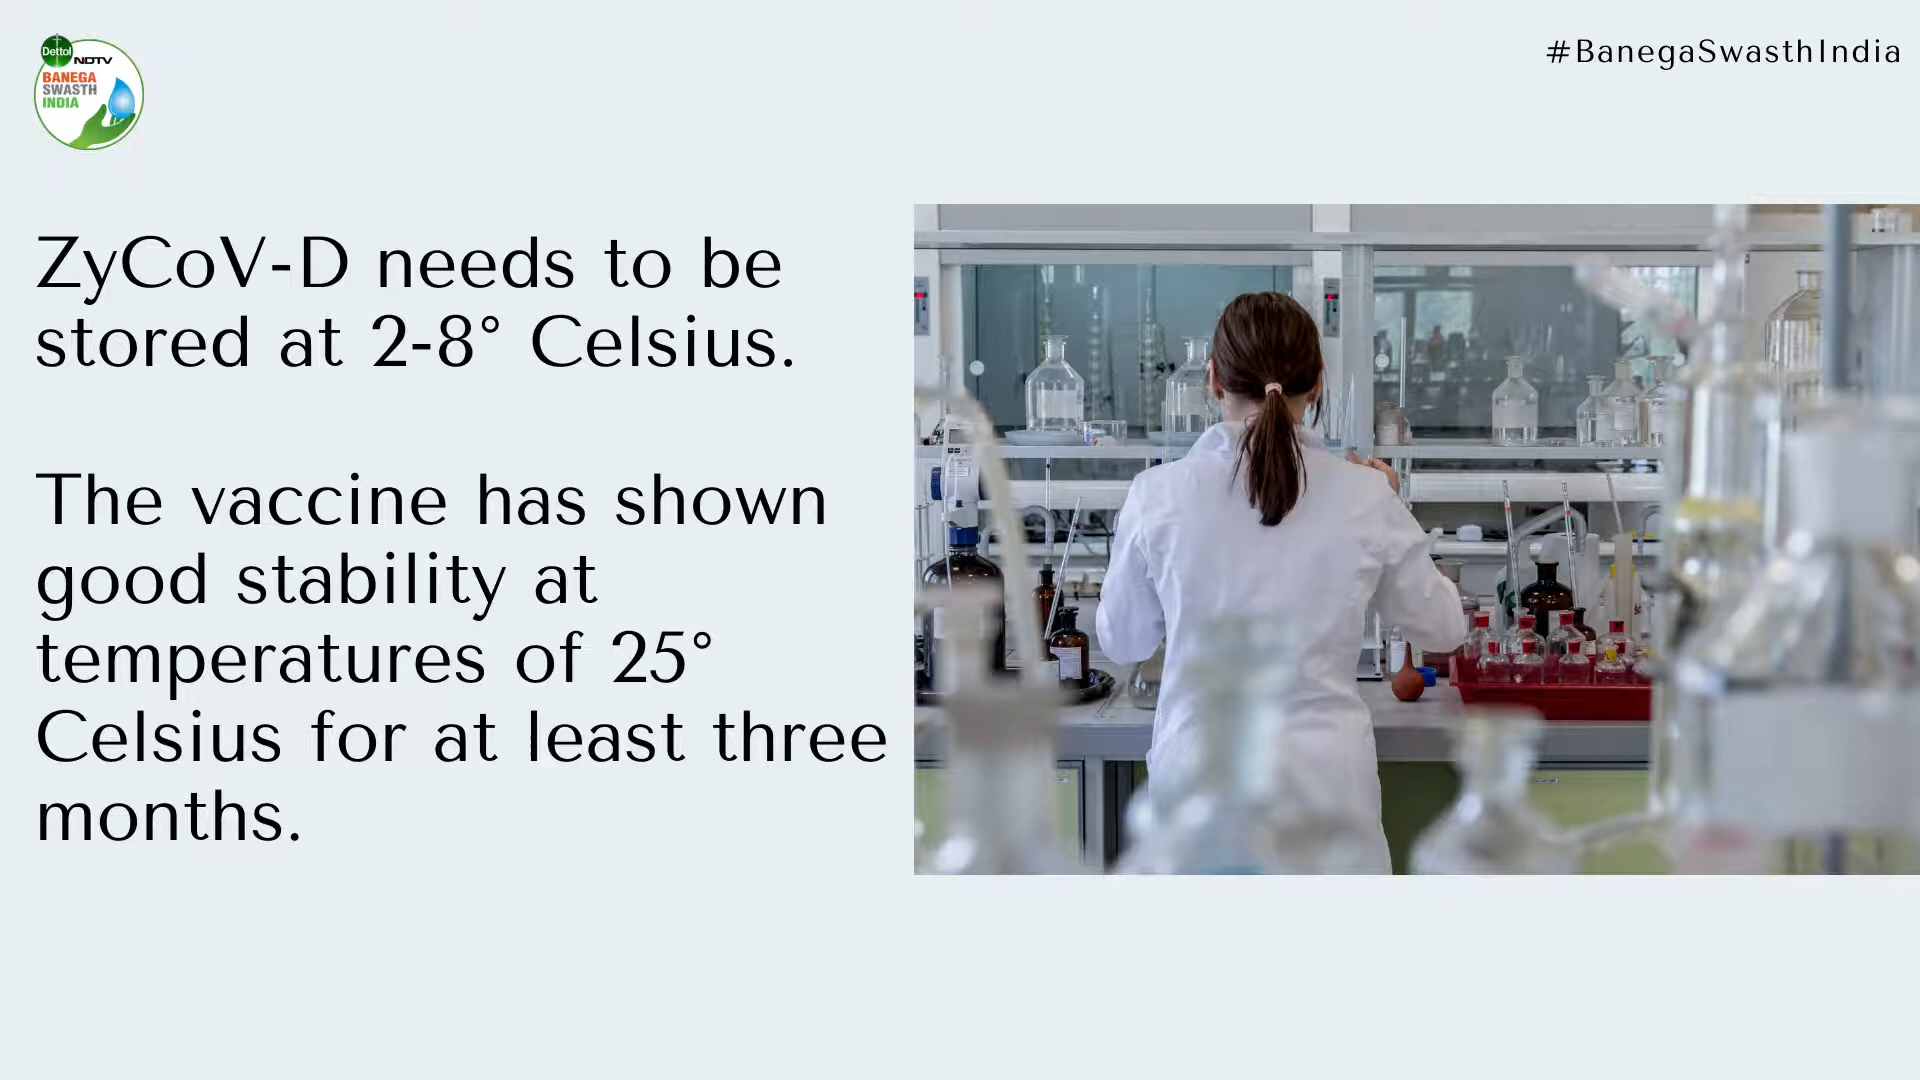 Dettol
NDTV
BANEGA
SWASTH
INDIA
#BanegaSwasthIndia
ZyCoV-D needs to be
stored at 2-8° Celsius.
The vaccine has shown
good stability at
temperatures of 25°
Celsius for at least three
months.